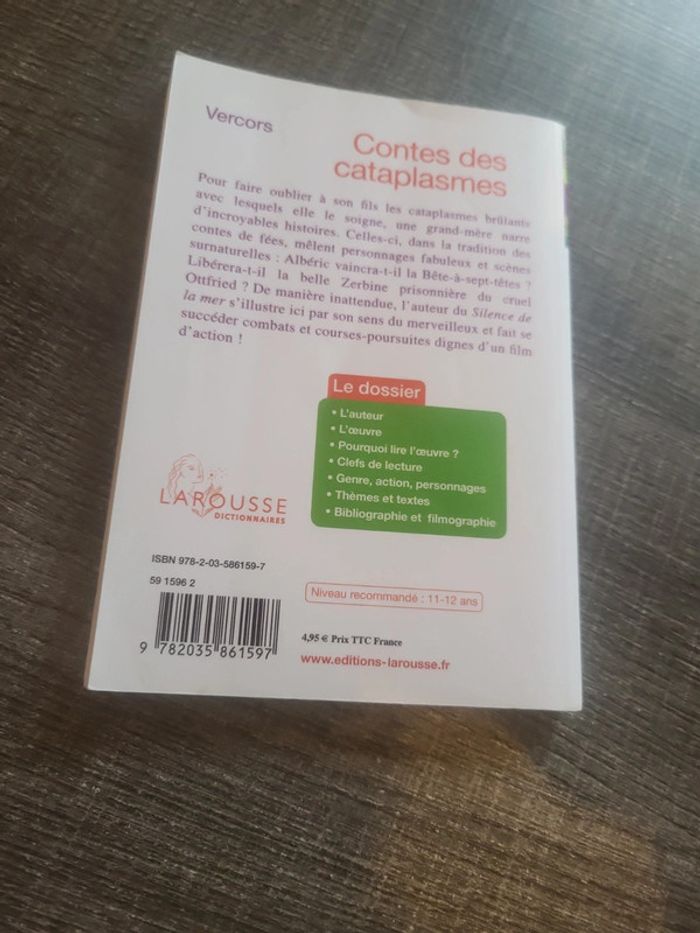 Vercors
Contes des
cataplasmes
Pour faire oublier à son fils les cataplasmes brûlants
avec lesquels elle le soigne, une grand-mère narre
d'incroyables histoires. Celles-ci, dans la tradition des
contes de fées, mêlent personnages fabuleux et scènes
surnaturelles : Albéric vaincra-t-il la Bête-à-sept-têtes ?
Libérera-t-il la belle Zerbine prisonnière du cruel
Ottfried ? De manière inattendue, l'auteur du Silence de
la mer s'illustre ici par son sens du merveilleux et fait se
succéder combats et courses-poursuites dignes d'un film
d'action !
Le dossier
• L'auteur
• L'œuvre
• Pourquoi lire l'œuvre ?
• Clefs de lecture
• Genre, action, personnages
• Thèmes et textes
• Bibliographie et filmographie
LAROUSSE
DICTIONNAIRES
ISBN 978-2-03-586159-7
59 1596 2
9 782035 861597
Niveau recommandé : 11-12 ans
4,95 € Prix TTC France
www.editions-larousse.fr